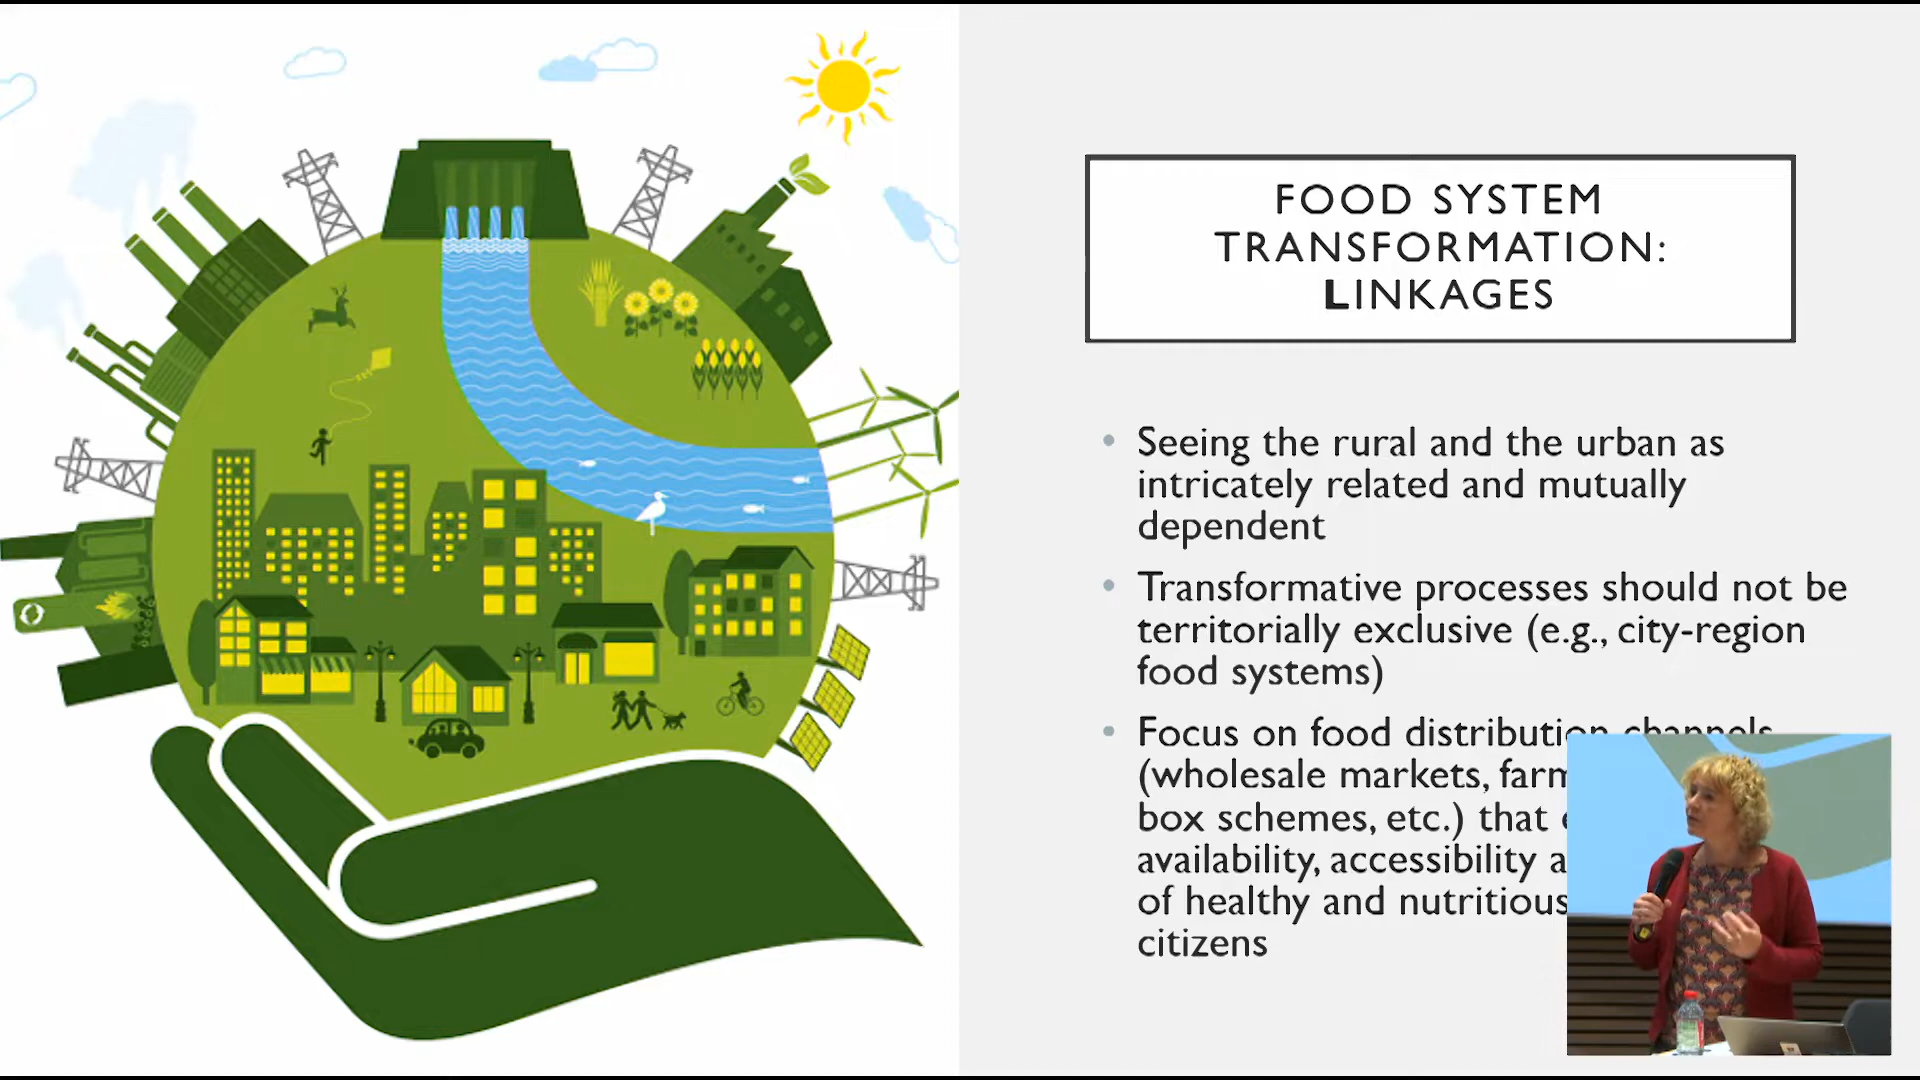 FOOD SYSTEM
TRANSFORMATION:
LINKAGES
• Seeing the rural and the urban as
intricately related and mutually
dependent
• Transformative processes should not be
territorially exclusive (e.g., city-region
food systems)
• Focus on food distribution channels
(wholesale markets,
box schemes, etc.) that
availability, accessibility
of healthy and nutritious
citizens